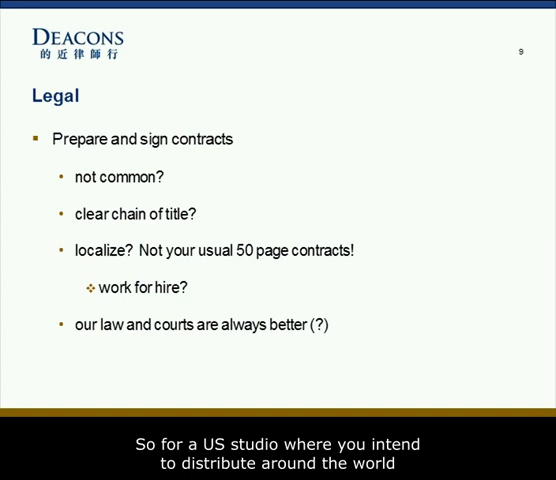 DEACONS
的近律師行
9
Legal
Prepare and sign contracts
not common?
clear chain of title?
localize? Not your usual 50 page contracts!
work for hire?
our law and courts are always better (?)
So for a US studio where you intend
to distribute around the world